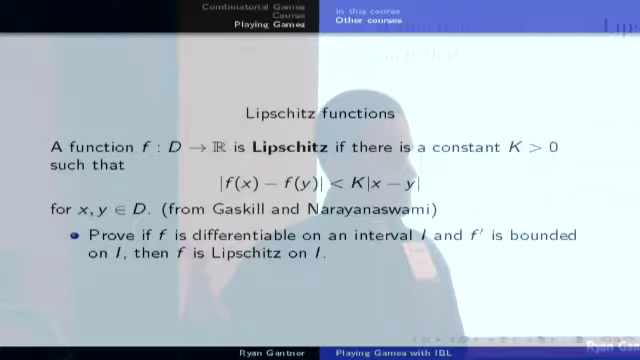 Combinatorial Games
Course
Playing Games
In this course
Other courses
Lipschitz functions
A function f : D → ℝ is Lipschitz if there is a constant K > 0
such that
|f(x) − f(y)| < K|x − y|
for x, y ∈ D. (from Gaskill and Narayanaswami)
Prove if f is differentiable on an interval I and f′ is bounded
on I, then f is Lipschitz on I.
Ryan Gantner
Playing Games with IBL